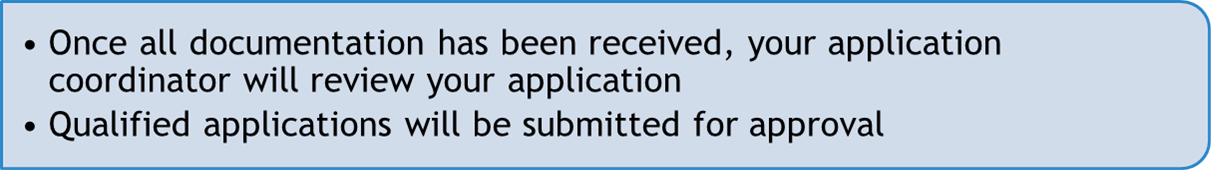 • Once all documentation has been received, your application
coordinator will review your application
• Qualified applications will be submitted for approval